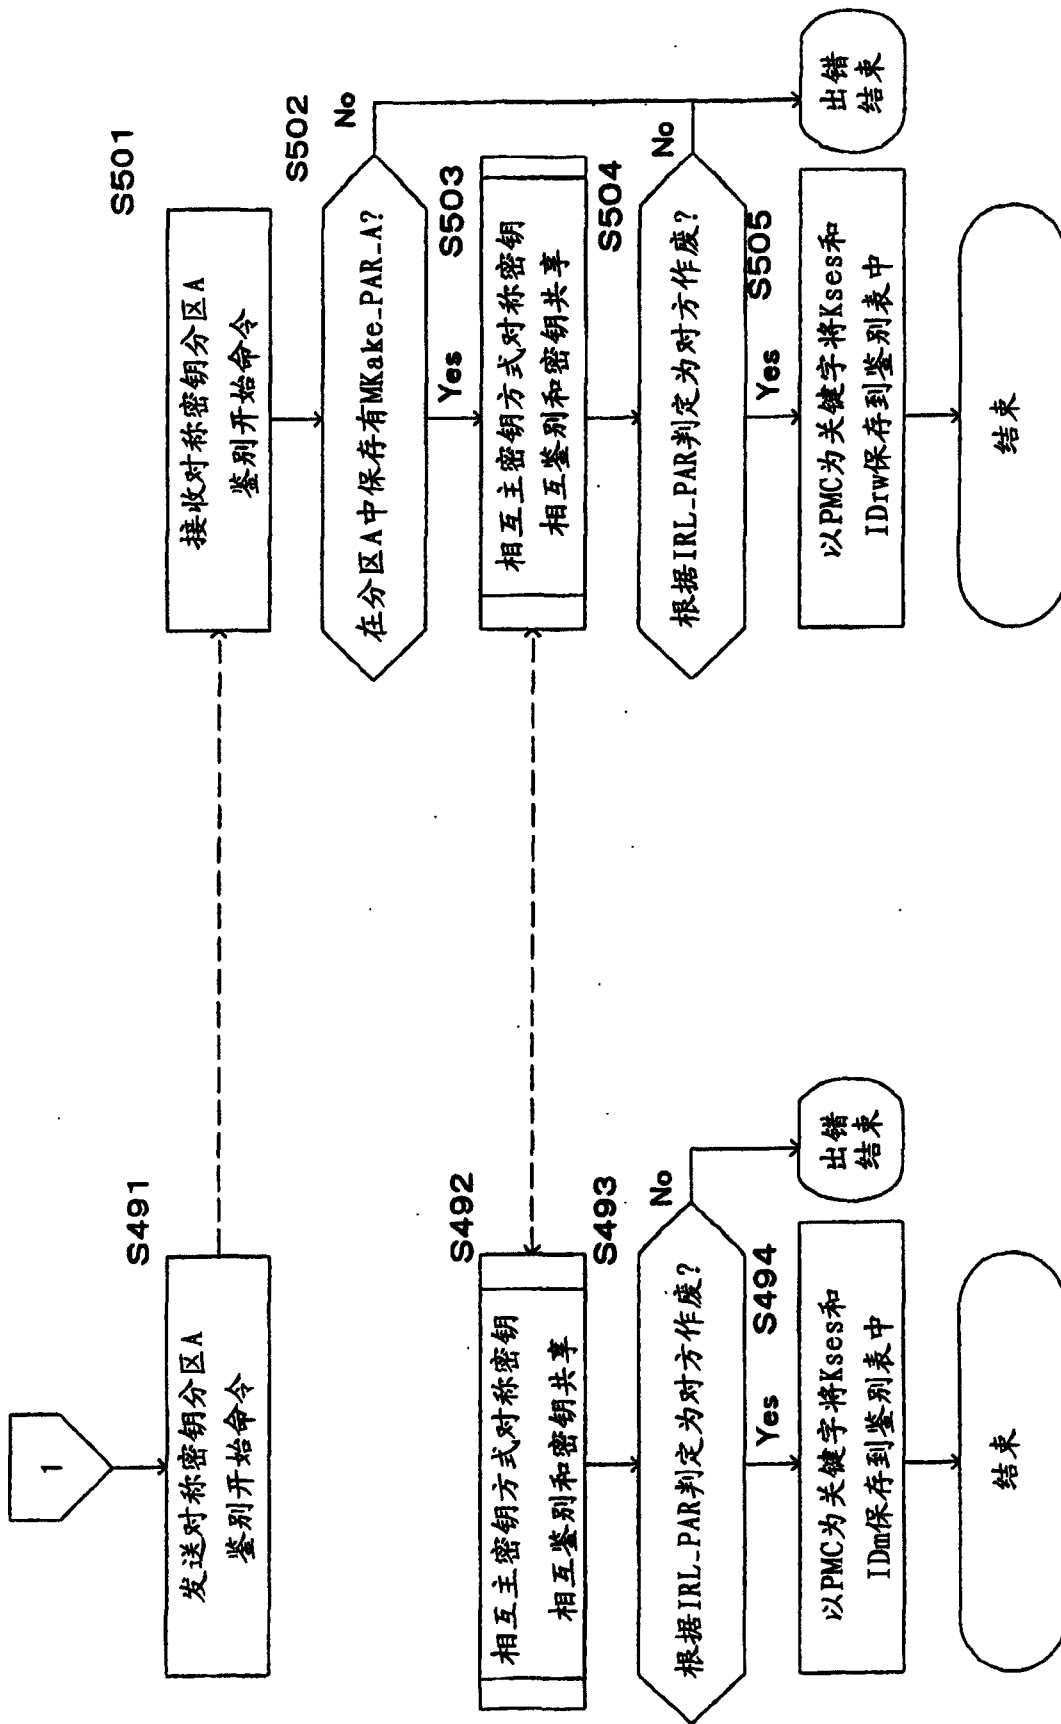 1
S491
发送对称密钥分区A
鉴别开始命令
S492
相互主密钥方式对称密钥
相互鉴别和密钥共享
S493
根据IRL_PAR判定为对方作废?
No
出错
结束
Yes
S494
以PMC为关键字将Kses和
IDm保存到鉴别表中
结束
S501
接收对称密钥分区A
鉴别开始命令
S502
在分区A中保存有MKake_PAR_A?
No
Yes
S503
相互主密钥方式对称密钥
相互鉴别和密钥共享
S504
根据IRL_PAR判定为对方作废?
No
出错
结束
Yes
S505
以PMC为关键字将Kses和
IDrw保存到鉴别表中
结束